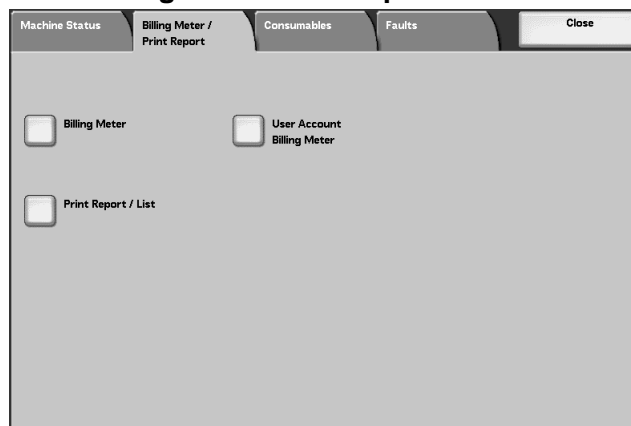 Machine Status
Billing Meter /
Print Report
Consumables
Faults
Close
Billing Meter
User Account
Billing Meter
Print Report / List